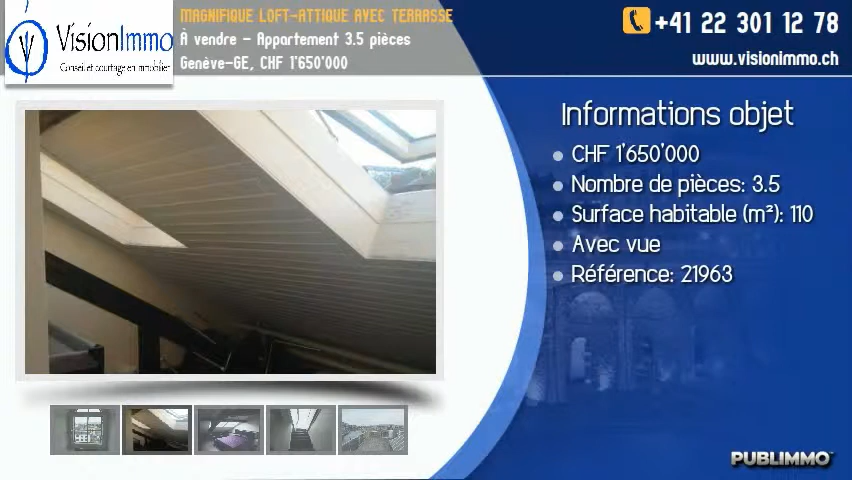 VisionImmo
Conseil et courtage en immobilier
MAGNIFIQUE LOFT-ATTIQUE AVEC TERRASSE
À vendre - Appartement 3.5 pièces
Genève-GE, CHF 1'650'000
+41 22 301 12 78
www.visionimmo.ch
Informations objet
CHF 1'650'000
Nombre de pièces: 3.5
Surface habitable (m²): 110
Avec vue
Référence: 21963
PUBLIMMO